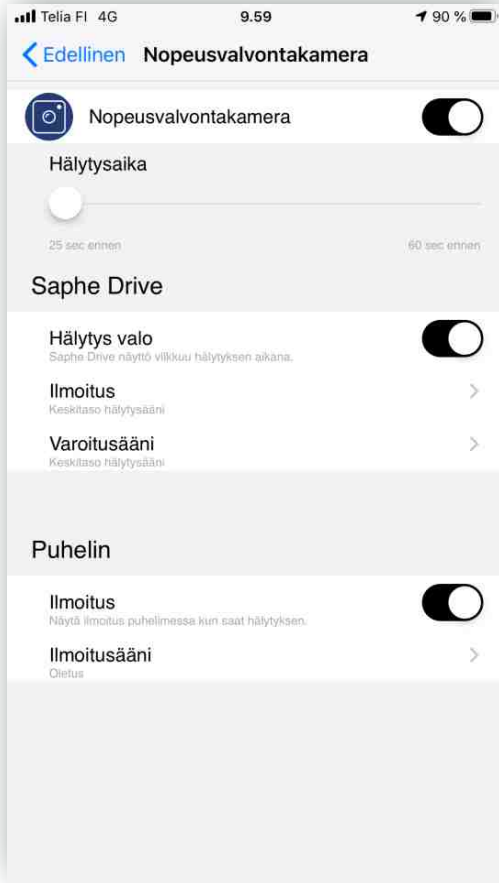 Telia FI 4G 9.59 90 %
Edellinen Nopeusvalvontakamera
Nopeusvalvontakamera
Hälytysaika
25 sec ennen 60 sec ennen
Saphe Drive
Hälytys valo
Saphe Drive näyttö vilkkuu hälytyksen aikana.
Ilmoitus
Keskitaso hälytysääni
Varoitusääni
Keskitaso hälytysääni
Puhelin
Ilmoitus
Näytä ilmoitus puhelimessa kun saat hälytyksen.
Ilmoitusääni
Oletus